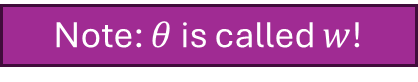 Note: 𝜃 is called 𝑤!